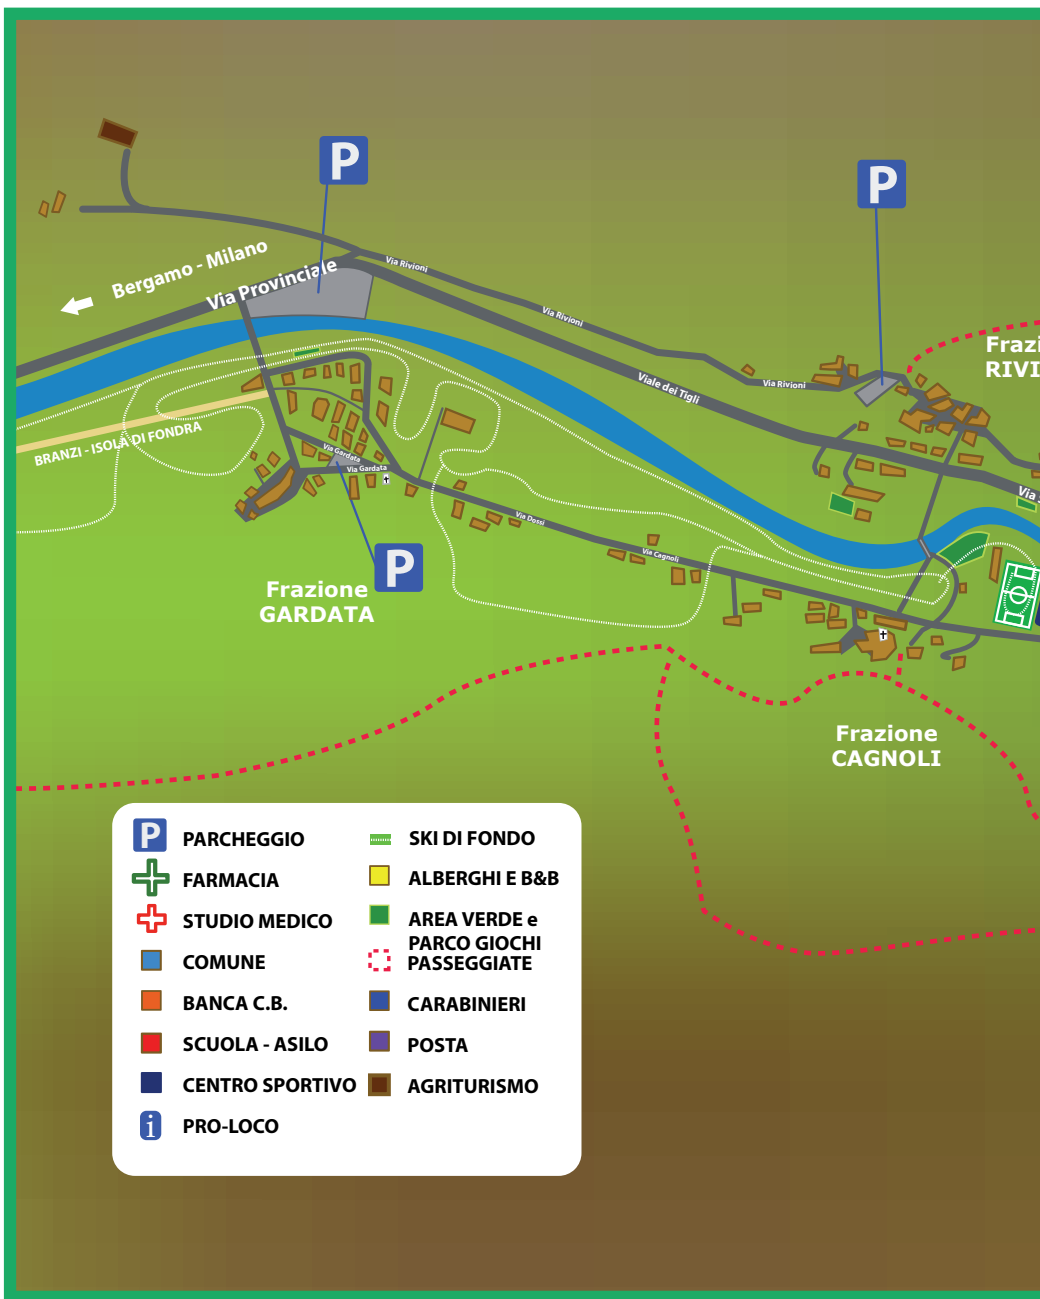 P
P
Bergamo - Milano
Via Provinciale
Via Rivioni
Via Rivioni
Via Rivioni
Viale dei Tigli
BRANZI - ISOLA DI FONDRA
Via Gardata
Via Gardata
Via Dossi
Via Cagnoli
Via
P
Frazione
GARDATA
Frazione
CAGNOLI
P PARCHEGGIO
FARMACIA
STUDIO MEDICO
COMUNE
BANCA C.B.
SCUOLA - ASILO
CENTRO SPORTIVO
i PRO-LOCO
SKI DI FONDO
ALBERGHI E B&B
AREA VERDE e
PARCO GIOCHI
PASSEGGIATE
CARABINIERI
POSTA
AGRITURISMO